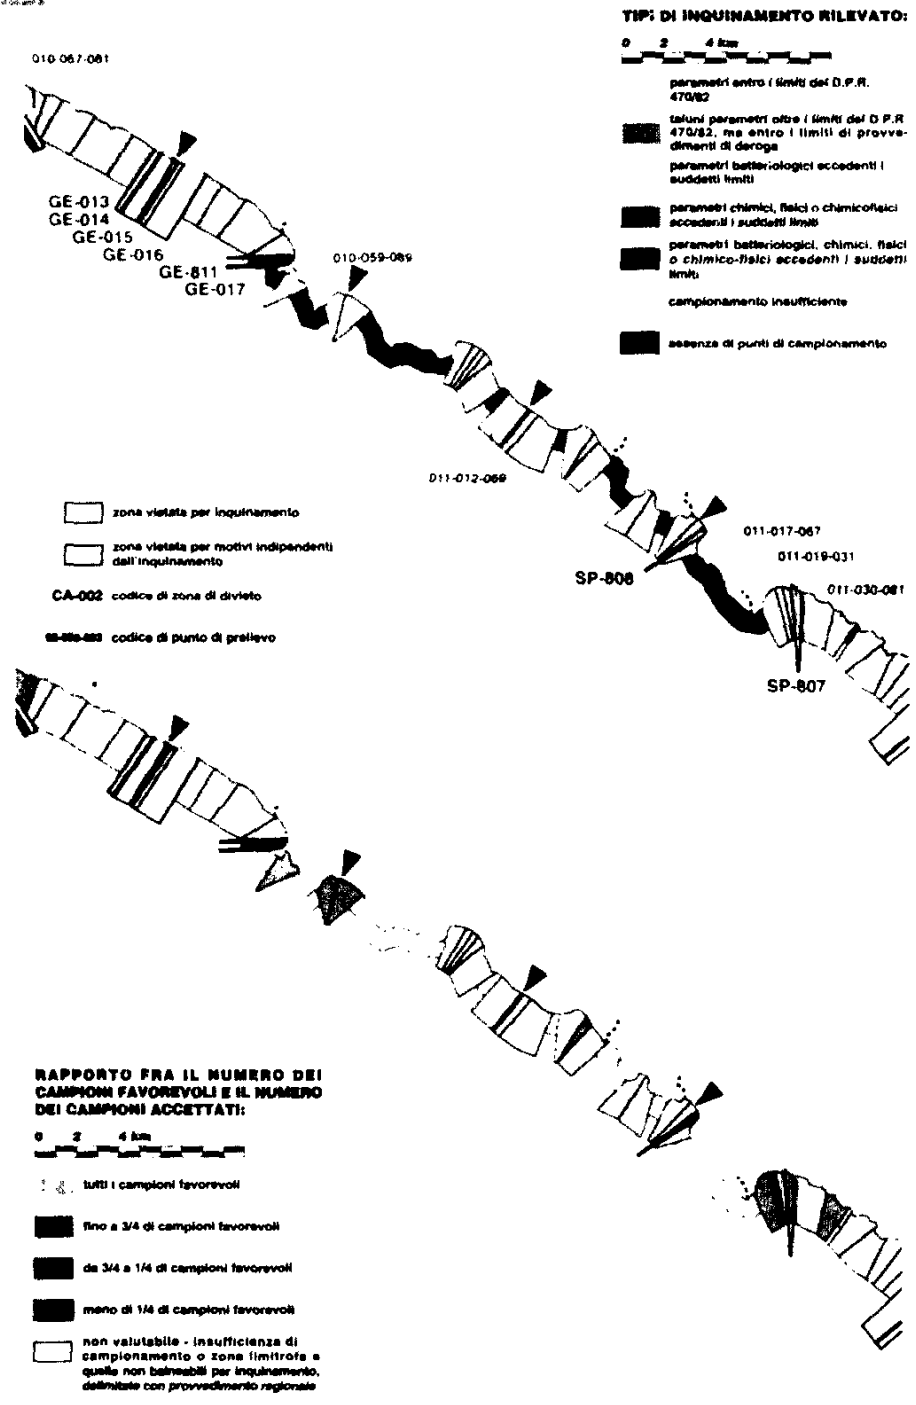 TIPI DI INQUINAMENTO RILEVATO:
0 2 4 km
parametri entro i limiti del D.P.R.
470/82
taluni parametri oltre i limiti del D.P.R.
470/82, ma entro i limiti di provve-
dimenti di deroga
parametri batteriologici eccedenti i
suddetti limiti
parametri chimici, fisici o chimicofisici
eccedenti i suddetti limiti
parametri batteriologici, chimici, fisici
o chimico-fisici eccedenti i suddetti
limiti
campionamento insufficiente
assenza di punti di campionamento
010-067-081
GE-013
GE-014
GE-015
GE-016
GE-811
GE-017
010-059-089
011-012-069
SP-808
011-017-067
011-019-031
011-030-081
SP-807
zona vietata per inquinamento
zona vietata per motivi indipendenti
dall'inquinamento
CA-002 codice di zona di divieto
codice di punto di prelievo
RAPPORTO FRA IL NUMERO DEI
CAMPIONI FAVOREVOLI E IL NUMERO
DEI CAMPIONI ACCETTATI:
0 2 4 km
tutti i campioni favorevoli
fino a 3/4 di campioni favorevoli
da 3/4 a 1/4 di campioni favorevoli
meno di 1/4 di campioni favorevoli
non valutabile - insufficienza di
campionamento o zona limitrofa a
quelle non balneabili per inquinamento,
delimitate con provvedimento regionale